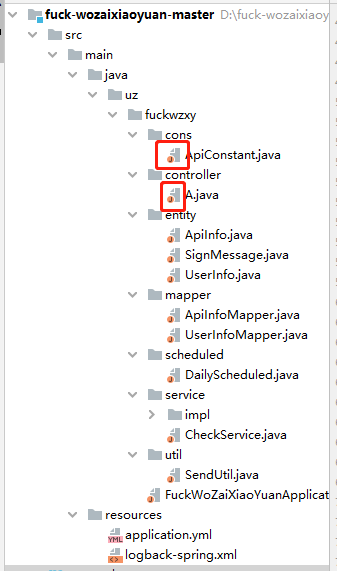 fuck-wozaixiaoyuan-master D:\fuck-wozaixiaoy
src
main
java
uz
fuckwzxy
cons
ApiConstant.java
controller
A.java
entity
ApiInfo.java
SignMessage.java
UserInfo.java
mapper
ApiInfoMapper.java
UserInfoMapper.java
scheduled
DailyScheduled.java
service
impl
CheckService.java
util
SendUtil.java
FuckWoZaiXiaoYuanApplicat
resources
YML application.yml
logback-spring.xml